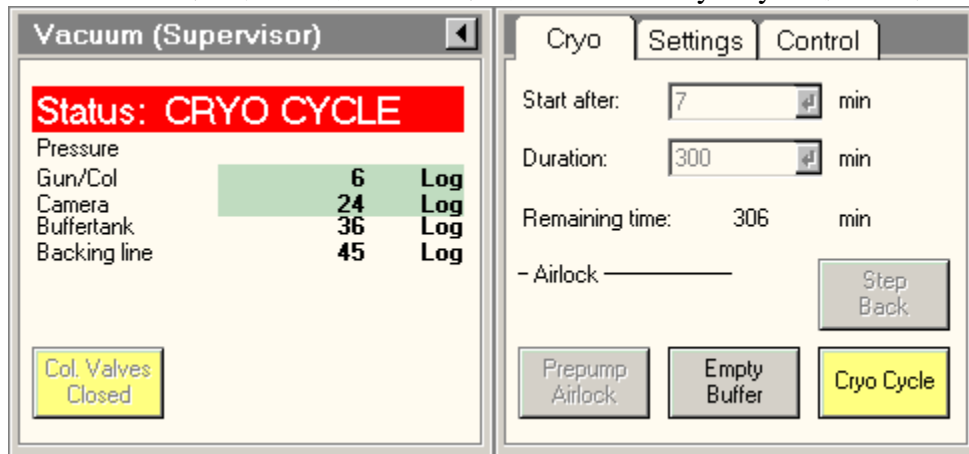 Vacuum (Supervisor)
Status: CRYO CYCLE
Pressure
Gun/Col 6 Log
Camera 24 Log
Buffertank 36 Log
Backing line 45 Log
Col. Valves
Closed
Cryo Settings Control
Start after: 7 min
Duration: 300 min
Remaining time: 306 min
Airlock
Step
Back
Prepump
Airlock
Empty
Buffer
Cryo Cycle